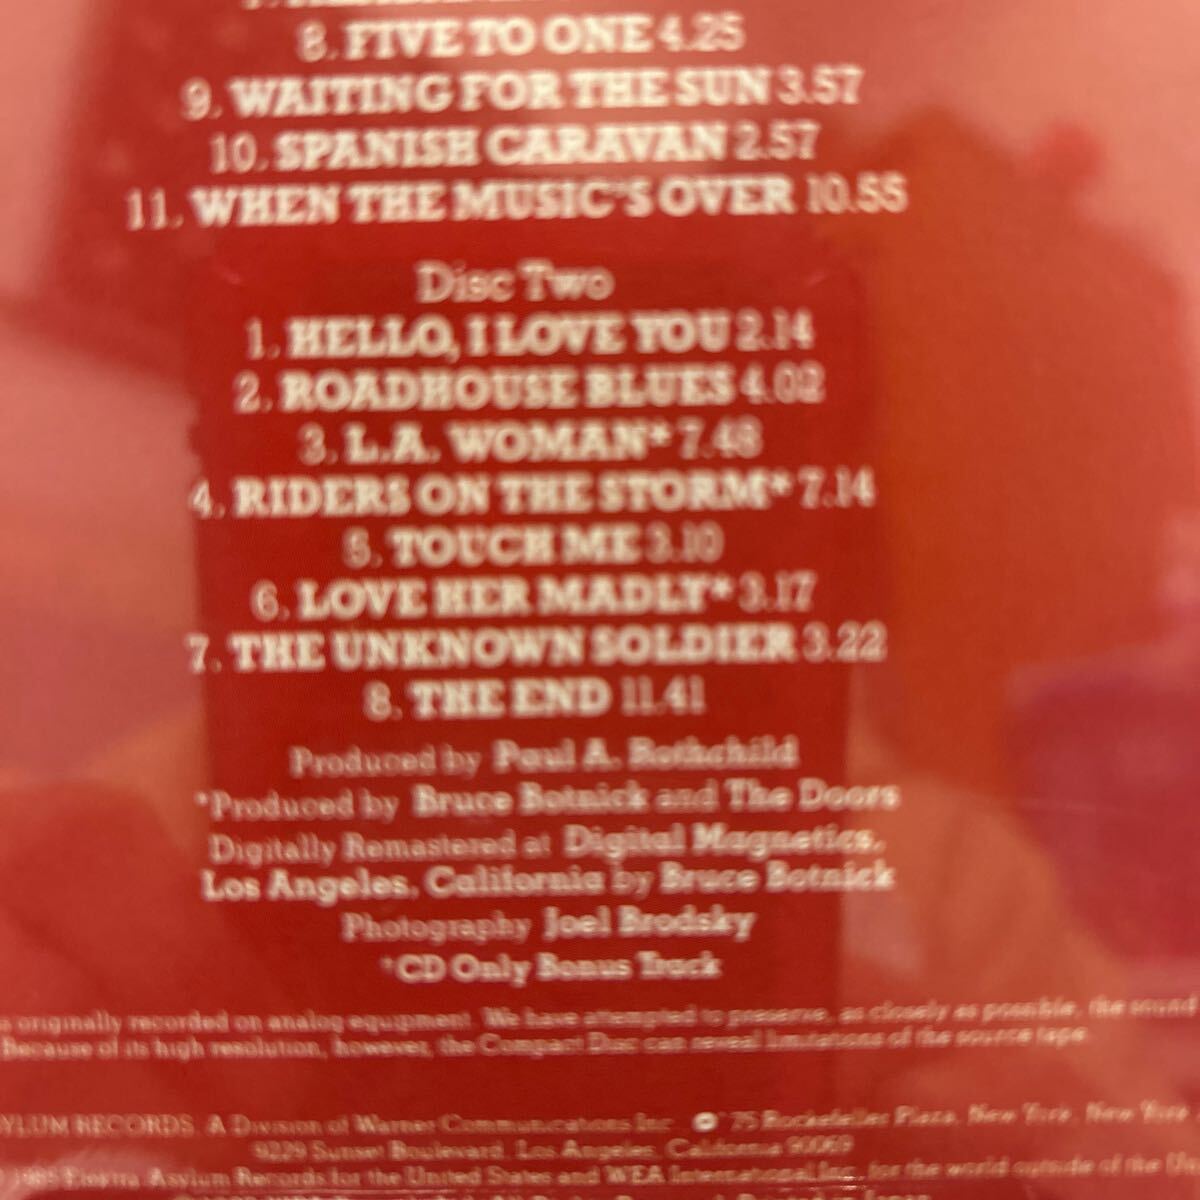 8. FIVE TO ONE 4.25
9. WAITING FOR THE SUN 3.57
10. SPANISH CARAVAN 2.57
11. WHEN THE MUSIC'S OVER 10.55
Disc Two
1. HELLO, I LOVE YOU 2.14
2. ROADHOUSE BLUES 4.02
3. L.A. WOMAN* 7.48
4. RIDERS ON THE STORM* 7.14
5. TOUCH ME 3.10
6. LOVE HER MADLY* 3.17
7. THE UNKNOWN SOLDIER 3.22
8. THE END 11.41
Produced by Paul A. Rothchild
*Produced by Bruce Botnick and The Doors
Digitally Remastered at Digital Magnetics,
Los Angeles, California by Bruce Botnick
Photography Joel Brodsky
+CD Only Bonus Track
originally recorded on analog equipment. We have attempted to preserve, as closely as possible, the sound
Because of its high resolution, however, the Compact Disc can reveal limitations of the source tape.
YLUM RECORDS. A Division of Warner Communications Inc. 75 Rockefeller Plaza, New York, New York
9229 Sunset Boulevard, Los Angeles, California 90069
1985 Elektra Asylum Records for the United States and WEA International Inc. for the world outside of the